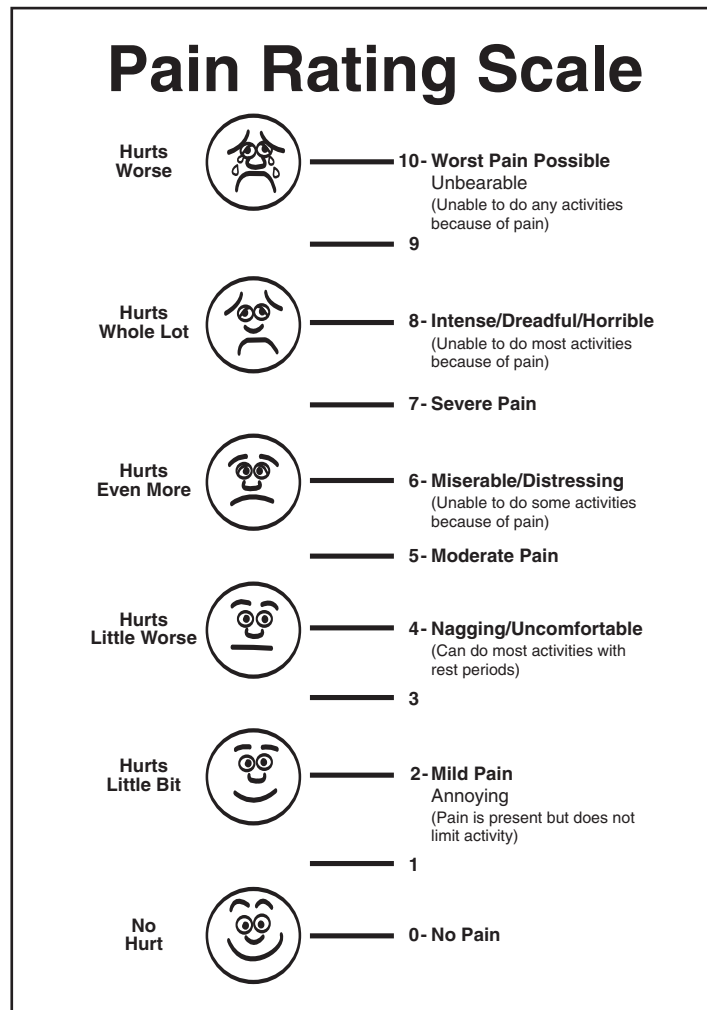 Pain Rating Scale
Hurts
Worse
10- Worst Pain Possible
Unbearable
(Unable to do any activities
because of pain)
9
Hurts
Whole Lot
8- Intense/Dreadful/Horrible
(Unable to do most activities
because of pain)
7- Severe Pain
Hurts
Even More
6- Miserable/Distressing
(Unable to do some activities
because of pain)
5- Moderate Pain
Hurts
Little Worse
4- Nagging/Uncomfortable
(Can do most activities with
rest periods)
3
Hurts
Little Bit
2- Mild Pain
Annoying
(Pain is present but does not
limit activity)
1
No
Hurt
0- No Pain